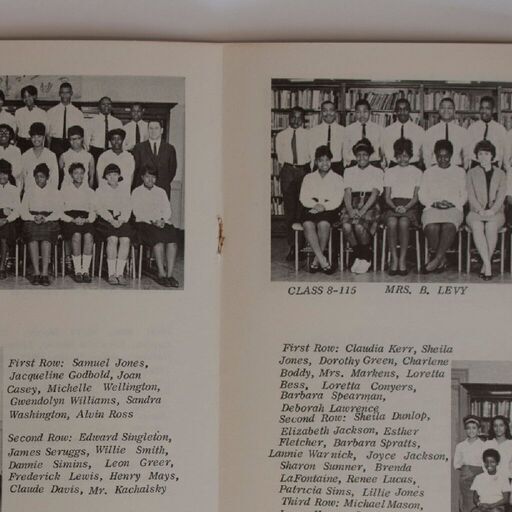 First Row: Samuel Jones,
Jacqueline Godbold, Joan
Casey, Michelle Wellington,
Gwendolyn Williams, Sandra
Washington, Alvin Ross
Second Row: Edward Singleton,
James Scruggs, Willie Smith,
Dannie Simins, Leon Greer,
Frederick Lewis, Henry Mays,
Claude Davis, Mr. Kachalsky
CLASS 8-115 MRS. B. LEVY
First Row: Claudia Kerr, Sheila
Jones, Dorothy Green, Charlene
Boddy, Mrs. Markens, Loretta
Bess, Loretta Conyers,
Barbara Spearman,
Deborah Lawrence
Second Row: Sheila Dunlop,
Elizabeth Jackson, Esther
Fletcher, Barbara Spratts,
Lannie Warnick, Joyce Jackson,
Sharon Sumner, Brenda
LaFontaine, Renee Lucas,
Patricia Sims, Lillie Jones
Third Row: Michael Mason,